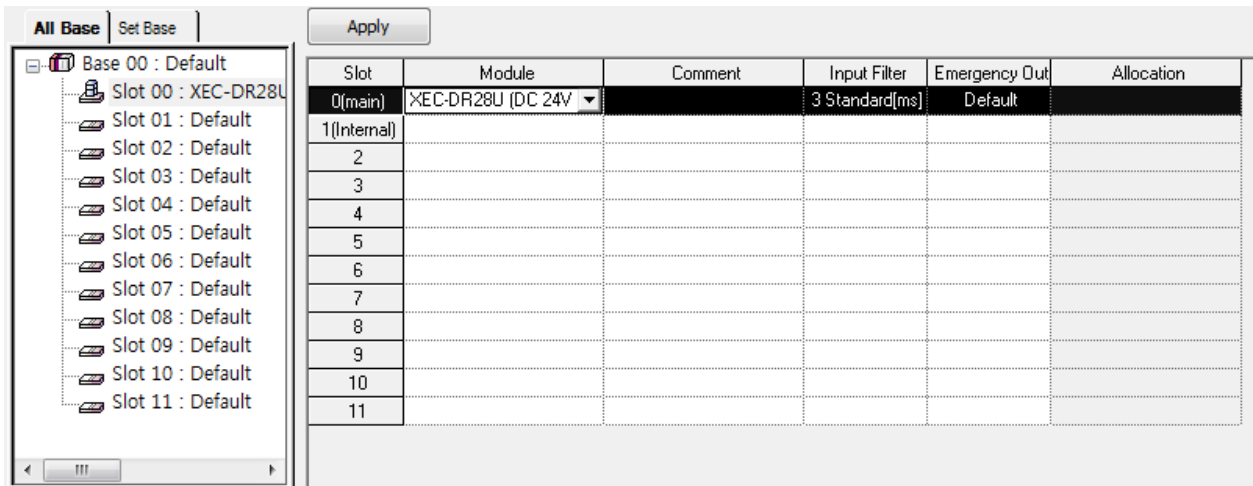 All Base Set Base
Base 00 : Default
Slot 00 : XEC-DR28U
Slot 01 : Default
Slot 02 : Default
Slot 03 : Default
Slot 04 : Default
Slot 05 : Default
Slot 06 : Default
Slot 07 : Default
Slot 08 : Default
Slot 09 : Default
Slot 10 : Default
Slot 11 : Default
Apply
Slot Module Comment Input Filter Emergency Out Allocation
0(main) XEC-DR28U (DC 24V 3 Standard[ms] Default
1(Internal)
2
3
4
5
6
7
8
9
10
11